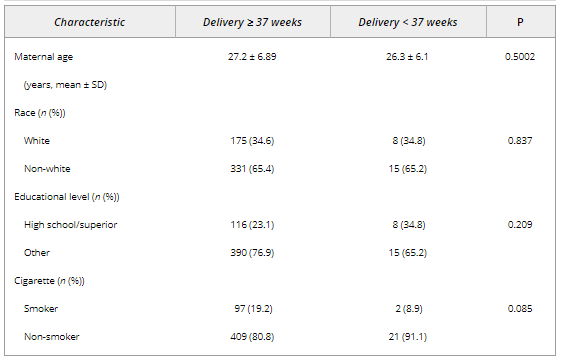 Characteristic Delivery ≥ 37 weeks Delivery < 37 weeks P
Maternal age 27.2 ± 6.89 26.3 ± 6.1 0.5002
(years, mean ± SD)
Race (n (%))
White 175 (34.6) 8 (34.8) 0.837
Non-white 331 (65.4) 15 (65.2)
Educational level (n (%))
High school/superior 116 (23.1) 8 (34.8) 0.209
Other 390 (76.9) 15 (65.2)
Cigarette (n (%))
Smoker 97 (19.2) 2 (8.9) 0.085
Non-smoker 409 (80.8) 21 (91.1)